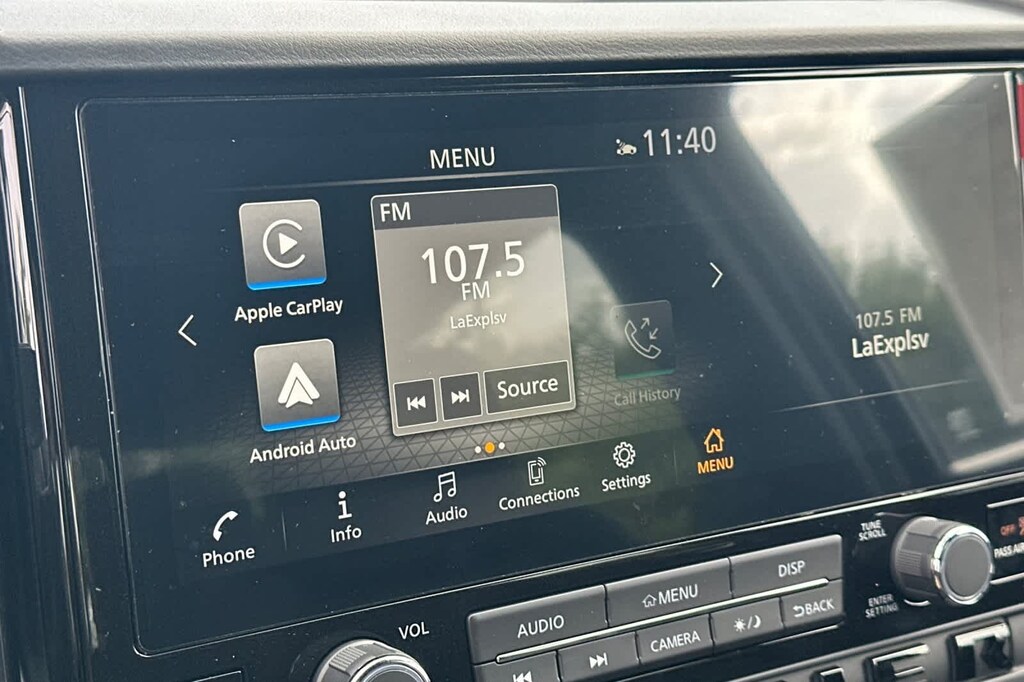 MENU
11:40
FM
107.5
FM
LaExplsv
Source
Apple CarPlay
Android Auto
Call History
107.5 FM
LaExplsv
Phone
Info
Audio
Connections
Settings
MENU
VOL
AUDIO
MENU
DISP
CAMERA
BACK
TUNE
SCROLL
ENTER
SETTING
OFF
PASS AIR